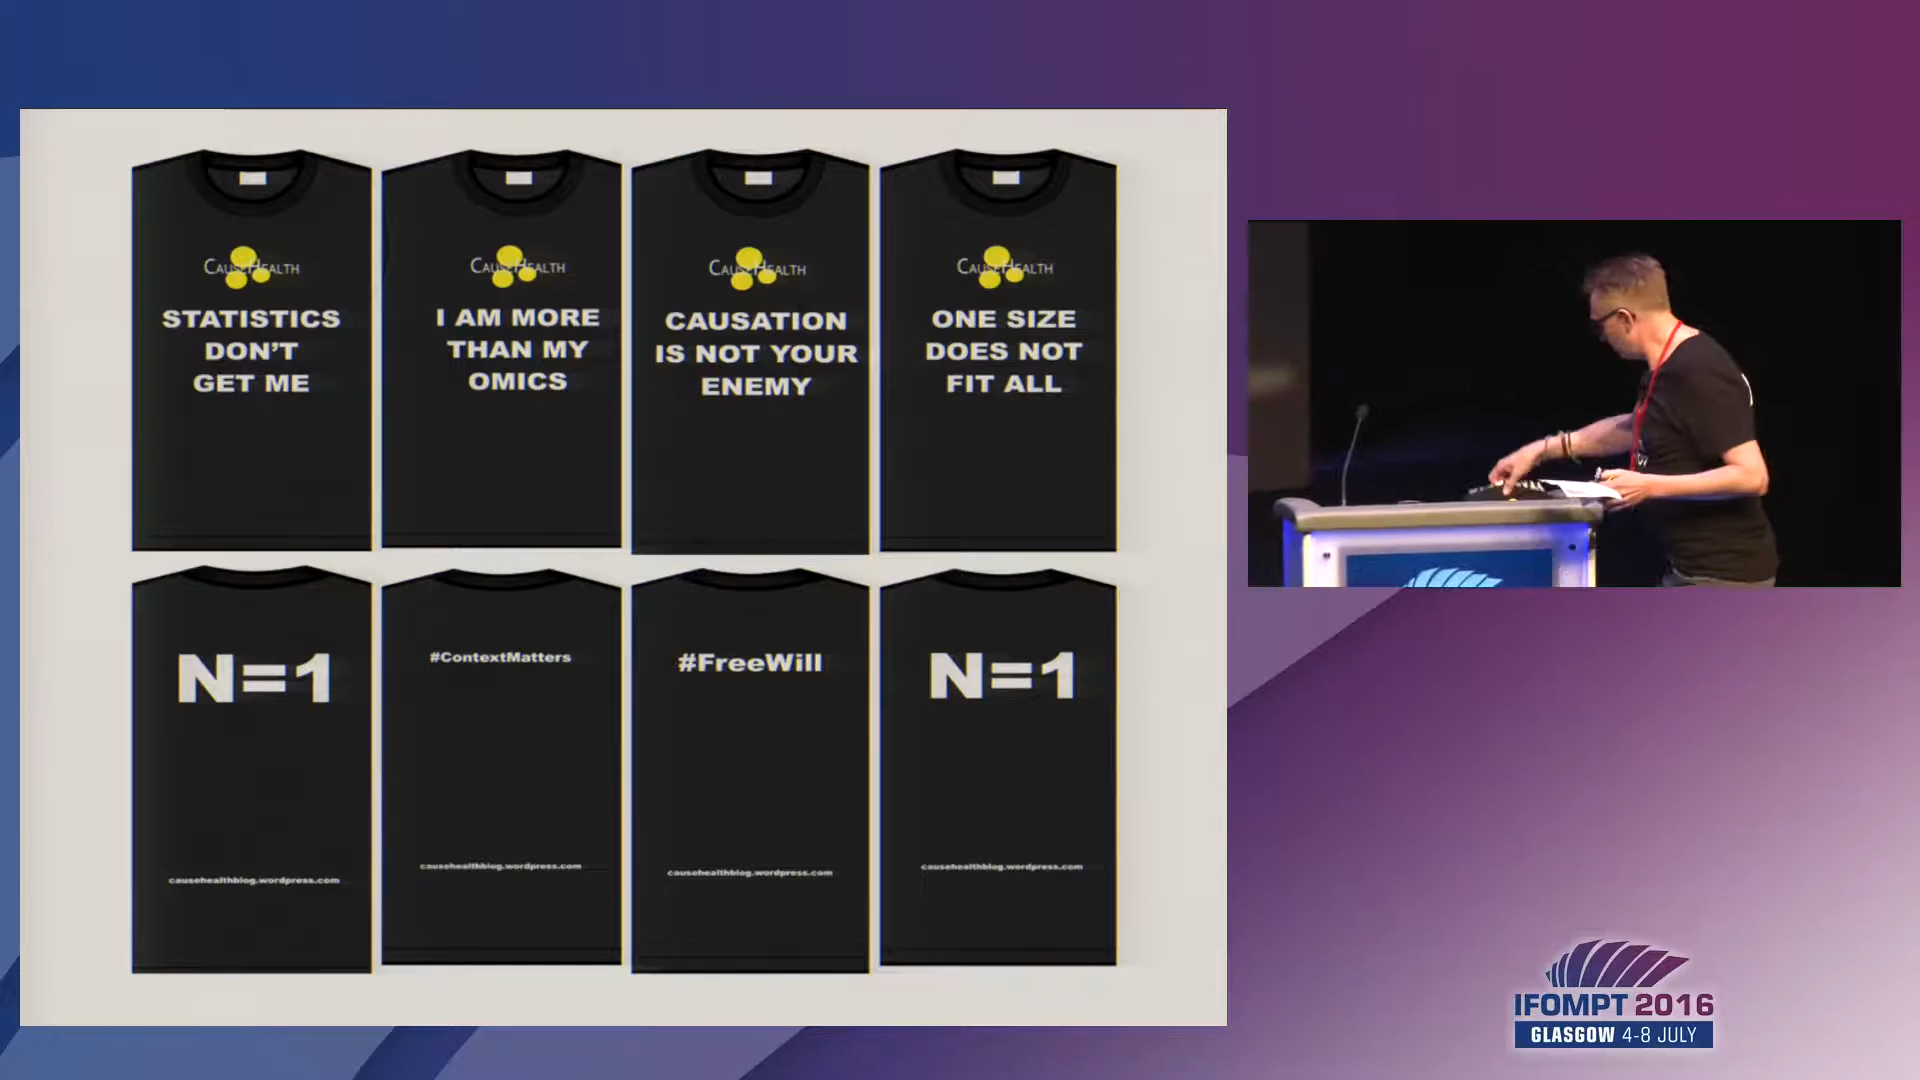 CAUSEHEALTH
STATISTICS
DON'T
GET ME
CAUSEHEALTH
I AM MORE
THAN MY
OMICS
CAUSEHEALTH
CAUSATION
IS NOT YOUR
ENEMY
CAUSEHEALTH
ONE SIZE
DOES NOT
FIT ALL
N=1
causehealthblog.wordpress.com
#ContextMatters
causehealthblog.wordpress.com
#FreeWill
causehealthblog.wordpress.com
N=1
causehealthblog.wordpress.com
IFOMPT 2016
GLASGOW 4-8 JULY